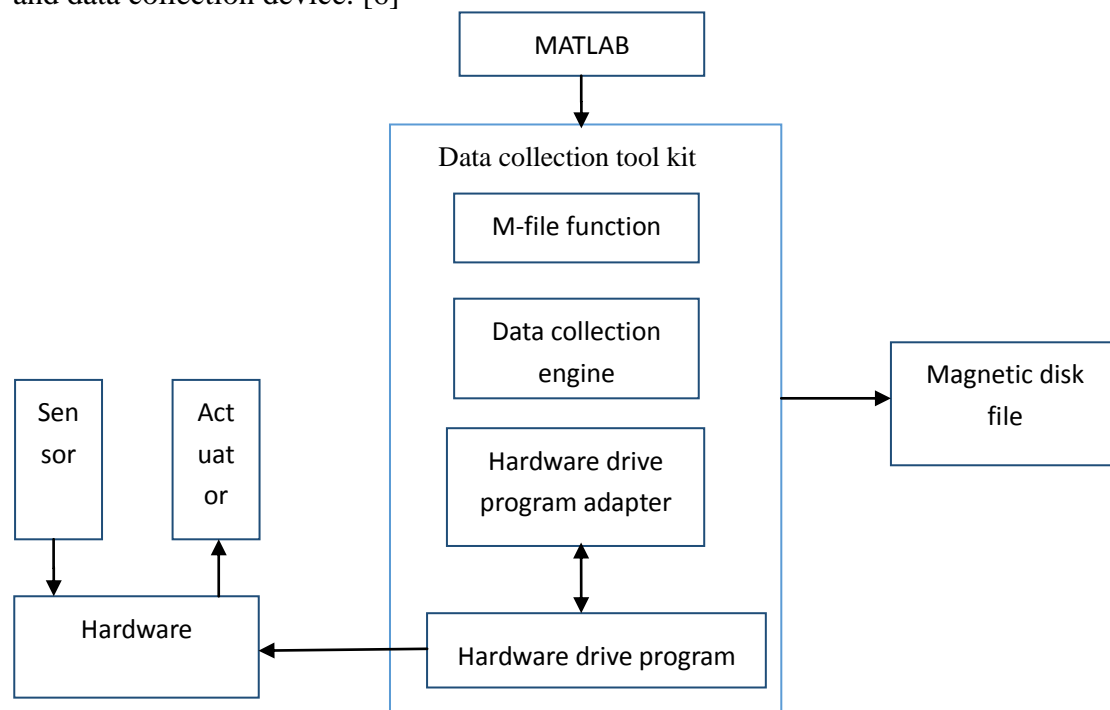 and data collection device. [6]
MATLAB
Data collection tool kit
M-file function
Data collection
engine
Magnetic disk
file
Sen
sor
Act
uat
or
Hardware drive
program adapter
Hardware
Hardware drive program